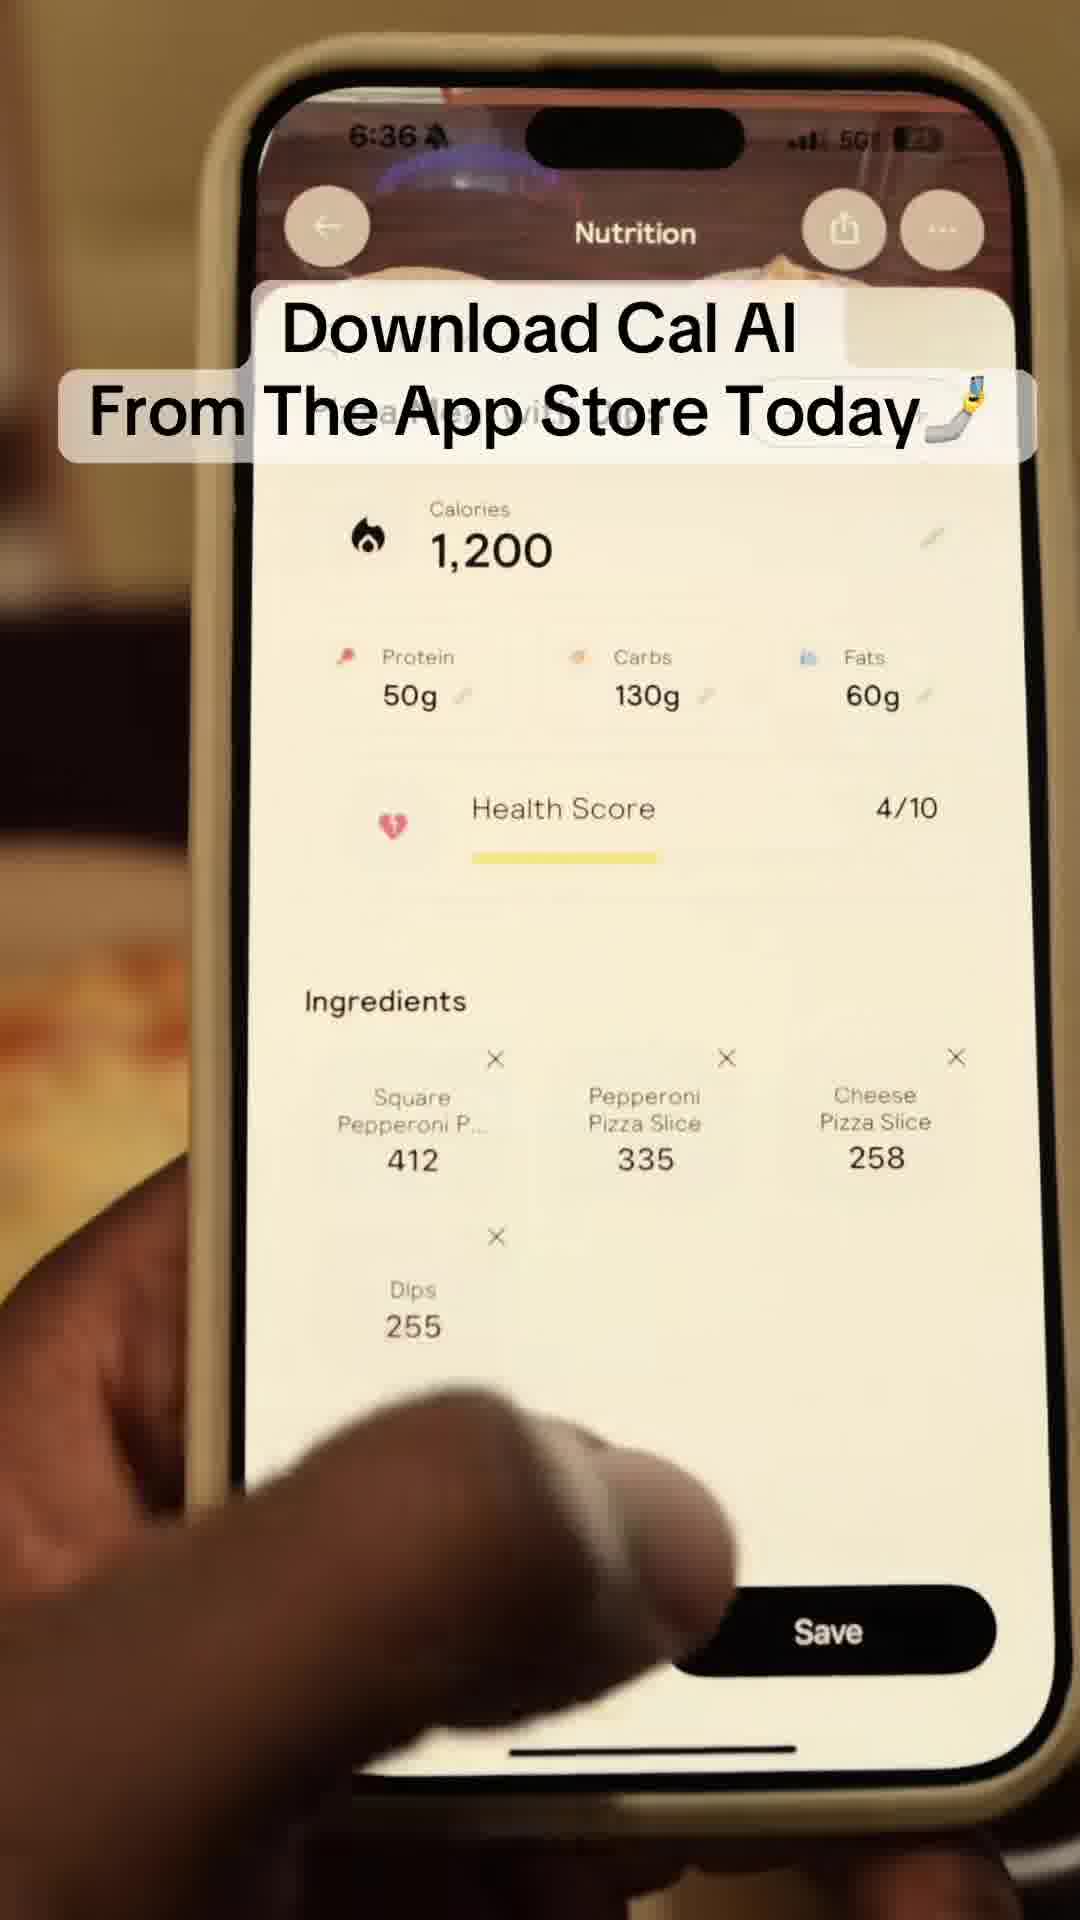 6:36
5G
Nutrition
Download Cal AI
From The App Store Today
Calories
1,200
Protein
Carbs
Fats
50g
130g
60g
Health Score
4/10
Ingredients
Square
Pepperoni P...
412
Pepperoni
Pizza Slice
335
Cheese
Pizza Slice
258
Dips
255
Save